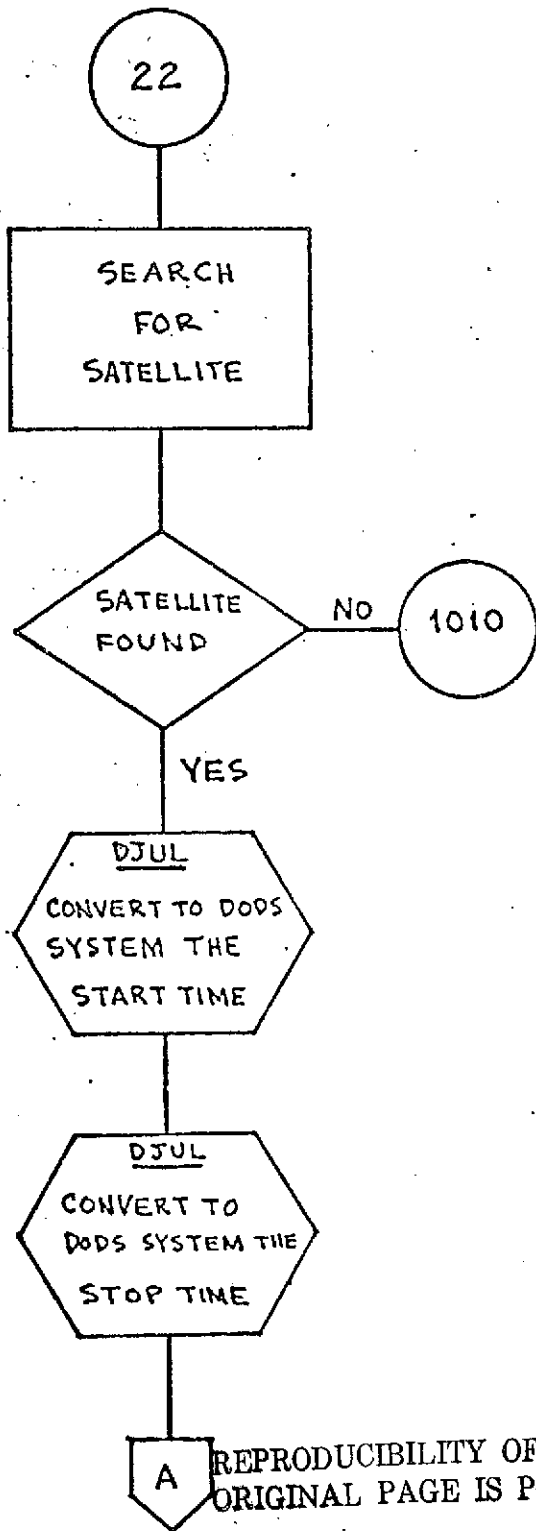 22
SEARCH
FOR
SATELLITE
SATELLITE
FOUND
NO
1010
YES
DJUL
CONVERT TO DODS
SYSTEM THE
START TIME
DJUL
CONVERT TO
DODS SYSTEM THE
STOP TIME
A
REPRODUCIBILITY OF
ORIGINAL PAGE IS P